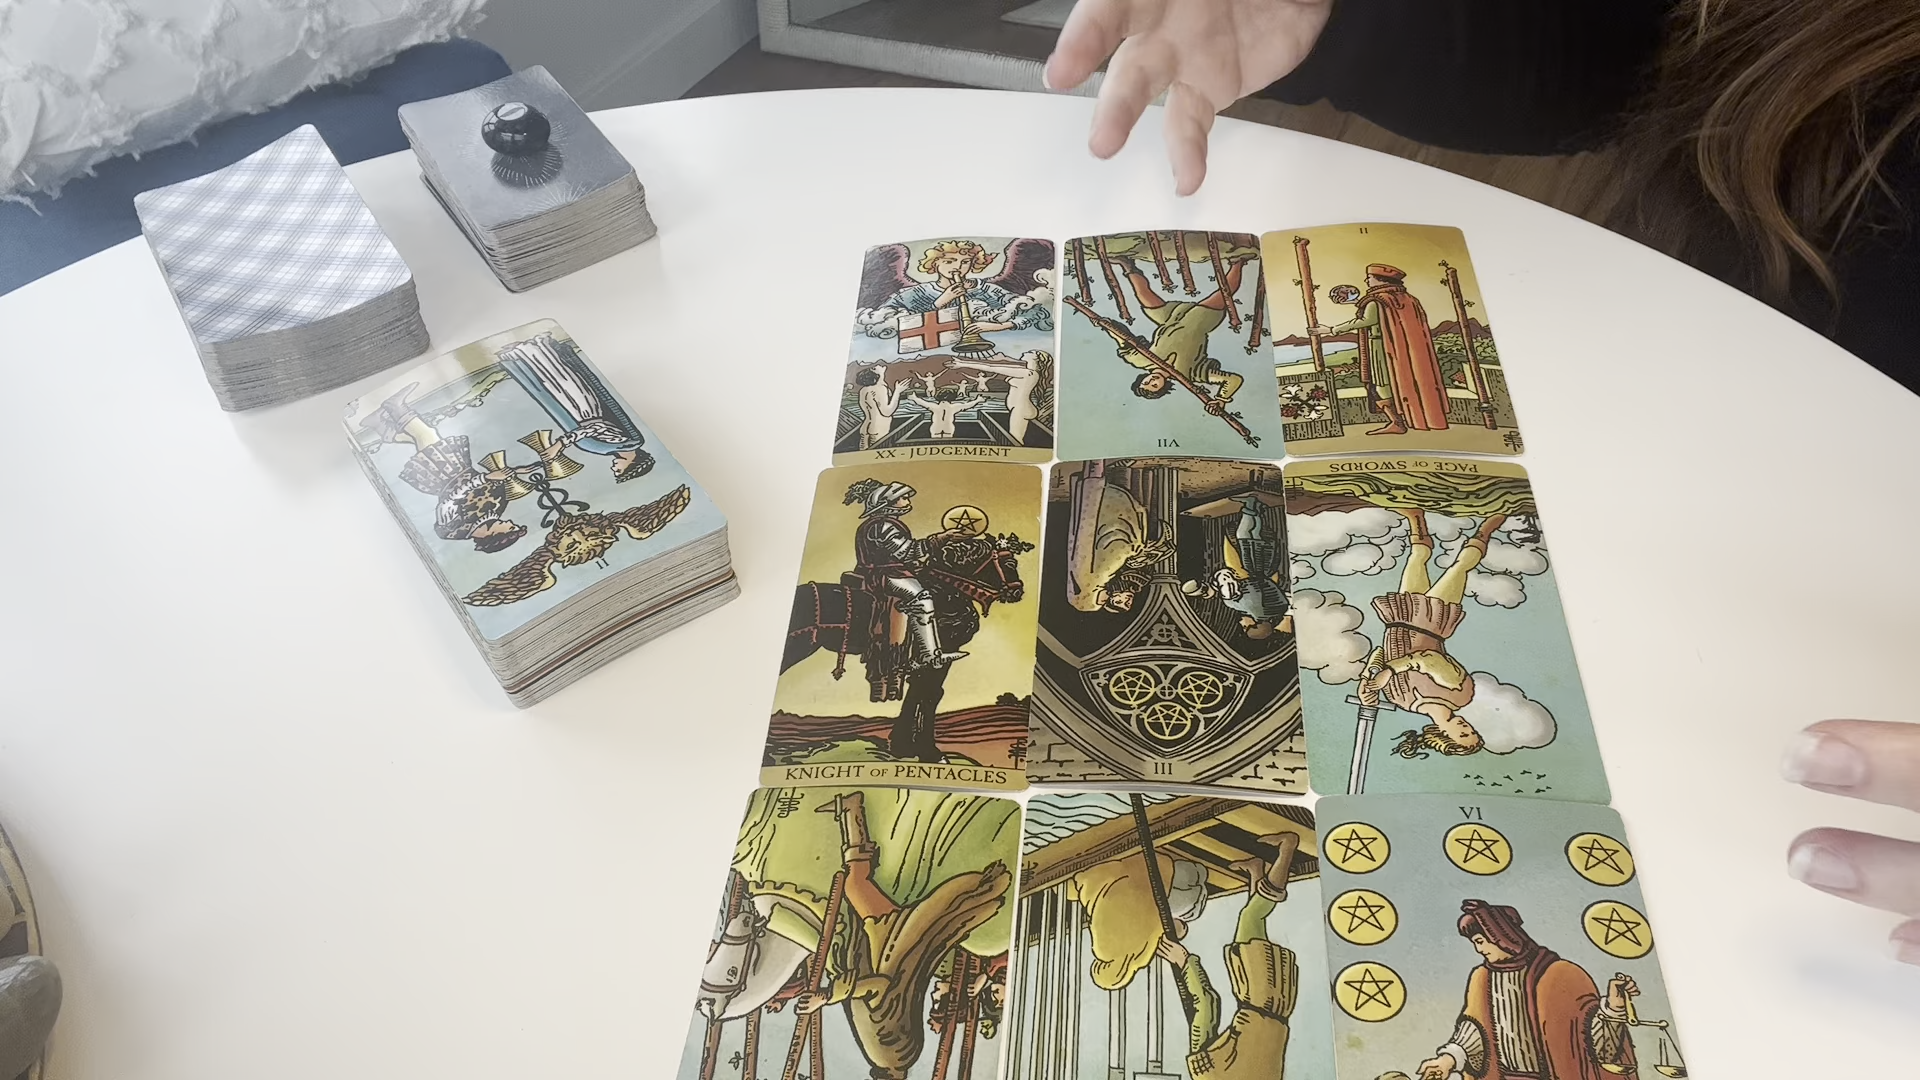 II
XX - JUDGEMENT
VII
PAGE OF SWORDS
KNIGHT OF PENTACLES
III
VI
II